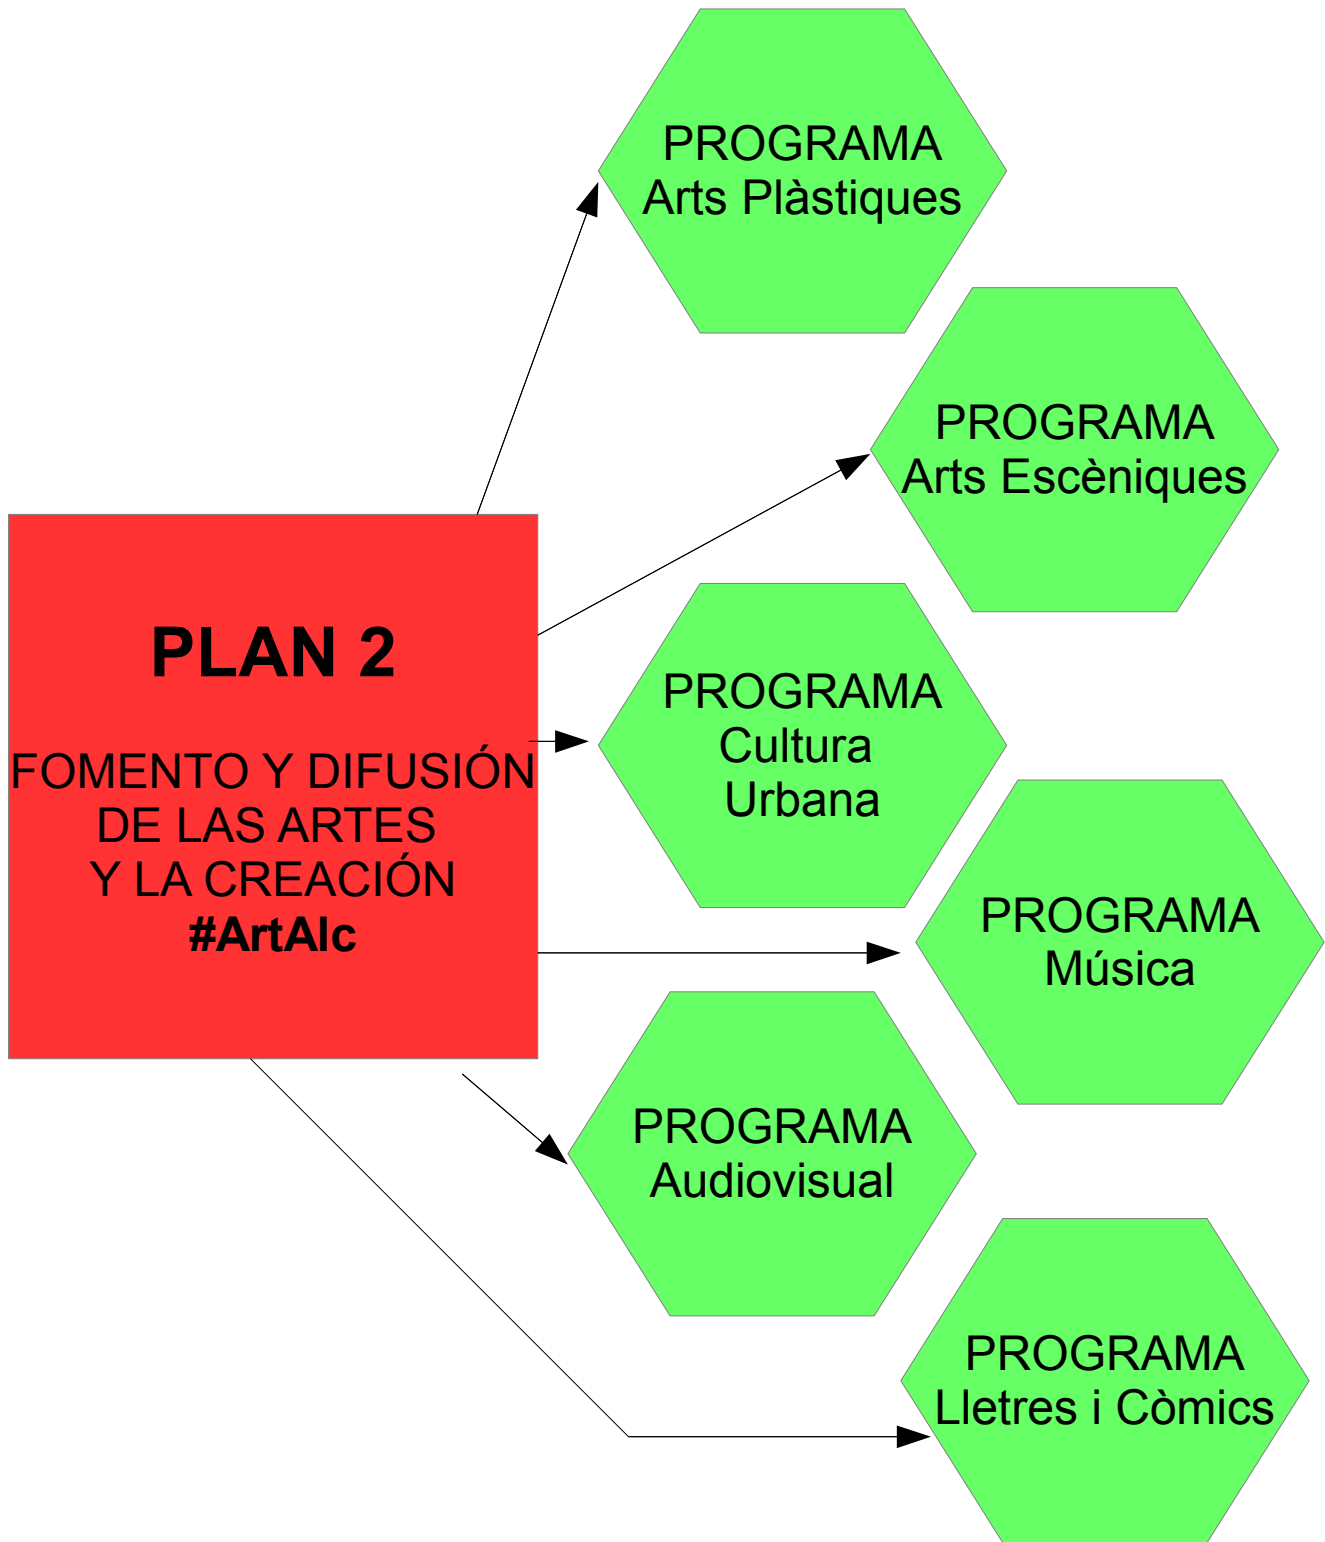 PROGRAMA
Arts Plàstiques
PROGRAMA
Arts Escèniques
PLAN 2
FOMENTO Y DIFUSIÓN
DE LAS ARTES
Y LA CREACIÓN
#ArtAlc
PROGRAMA
Cultura
Urbana
PROGRAMA
Música
PROGRAMA
Audiovisual
PROGRAMA
Lletres i Còmics